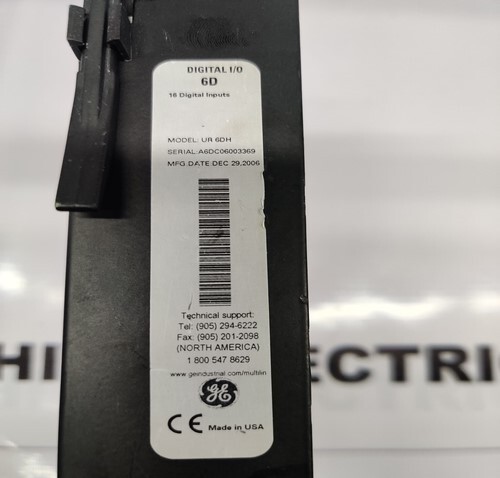 DIGITAL I/O
6D
16 Digital Inputs
MODEL: UR 6DH
SERIAL:A6DC06003369
MFG.DATE:DEC 29,2006
Technical support:
Tel: (905) 294-6222
Fax: (905) 201-2098
(NORTH AMERICA)
1 800 547 8629
www.geindustrial.com/multilin
GE
CE Made in USA
HI ECTRIC